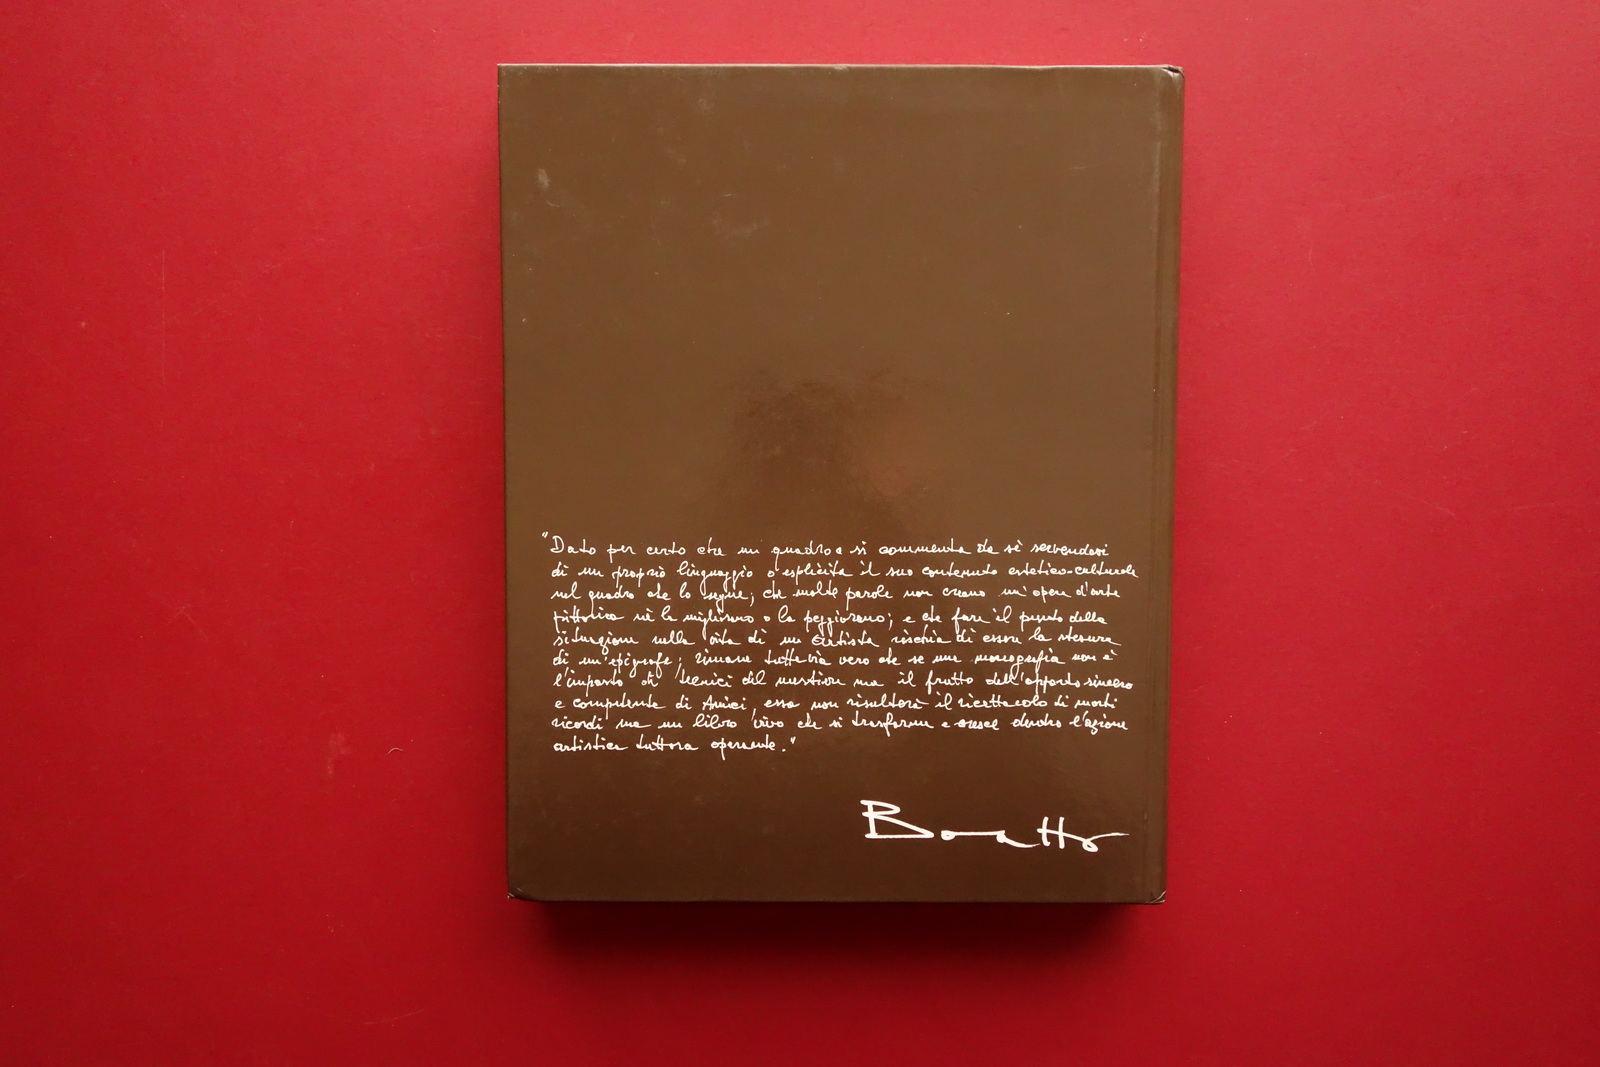 "Dato per certo che un quadro o si commenta da sè servendosi
di un proprio linguaggio o esplicita il suo contenuto estetico-culturale
nel quadro che lo segue; che molte parole non creano un'opera d'arte
pittorica nè la migliorano o la peggiorano; e che fare il punto della
situazione sulla vita di un Artista rischia di essere la stesura
di un'epigrafe; rimane tuttavia vero che se una monografia non è
l'imparto di tecnici del mestiere ma il frutto dell'apporto sincero
e competente di Amici, essa non risulterà il ricettacolo di morti
ricordi ma un libro vivo che si trasforma e cresce dentro l'azione
artistica tuttora operante."
Boatto